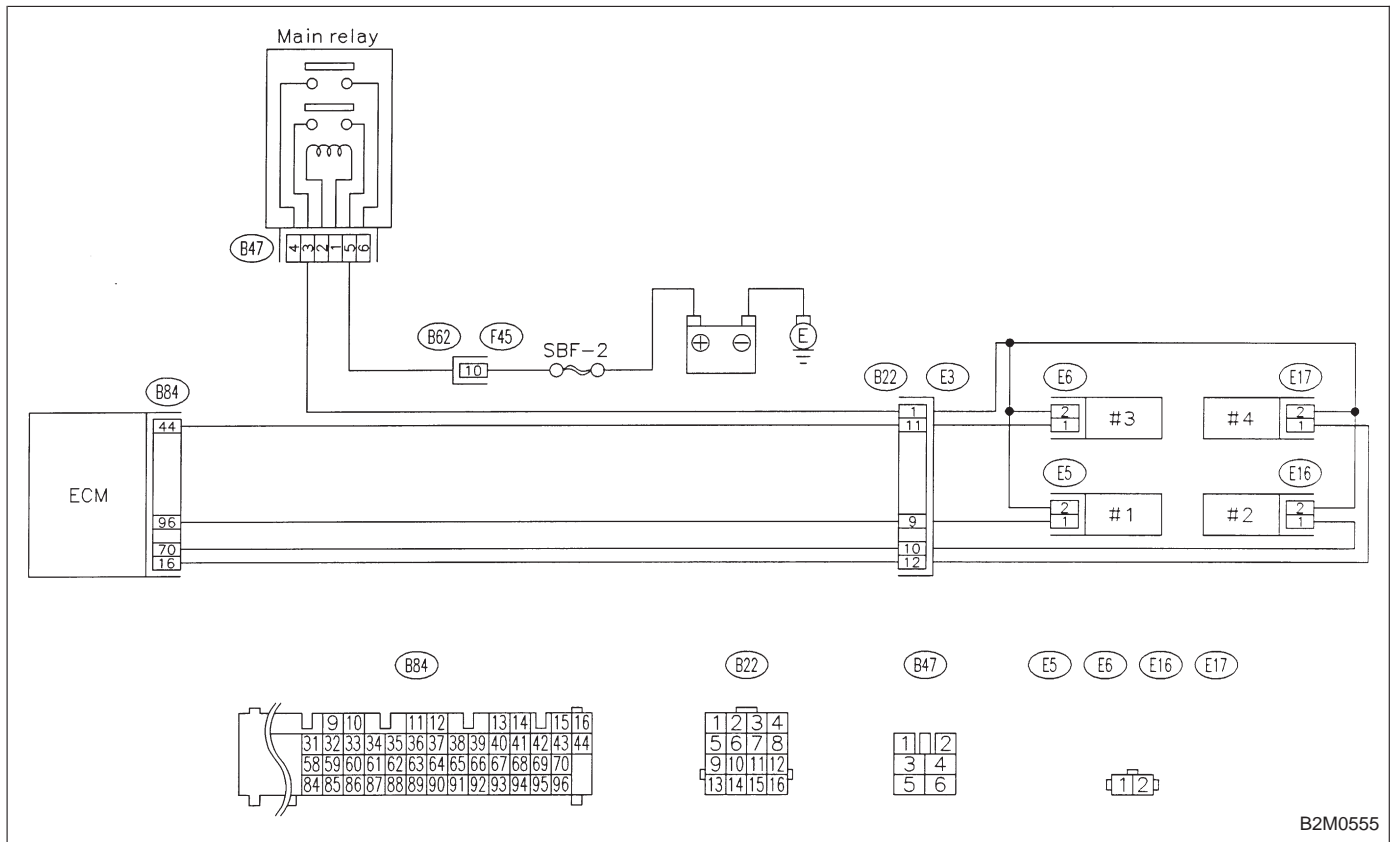 Main relay
B47
4 3 2 1 5 6
B62 F45
10
SBF-2
⊕ ⊖
E
B84
ECM
44
96
70
16
B22 E3
1
11
9
10
12
E6
2
1
#3
E17
#4
2
1
E5
2
1
#1
E16
#2
2
1
B84
9 10 11 12 13 14 15 16
31 32 33 34 35 36 37 38 39 40 41 42 43 44
58 59 60 61 62 63 64 65 66 67 68 69 70
84 85 86 87 88 89 90 91 92 93 94 95 96
B22
1 2 3 4
5 6 7 8
9 10 11 12
13 14 15 16
B47
1 2
3 4
5 6
E5 E6 E16 E17
1 2
B2M0555